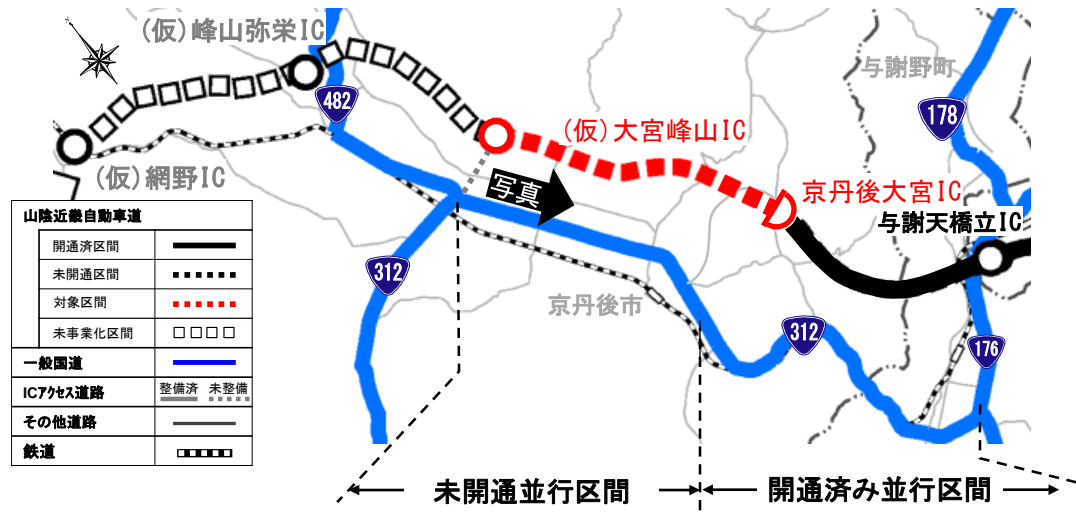 (仮)峰山弥栄IC
与謝野町
482
178
(仮)大宮峰山IC
(仮)網野IC
写真
京丹後大宮IC
与謝天橋立IC
山陰近畿自動車道
開通済区間
未開通区間
対象区間
未事業化区間
一般国道
ICアクセス道路
整備済 未整備
その他道路
鉄道
312
京丹後市
312
176
未開通並行区間
開通済み並行区間